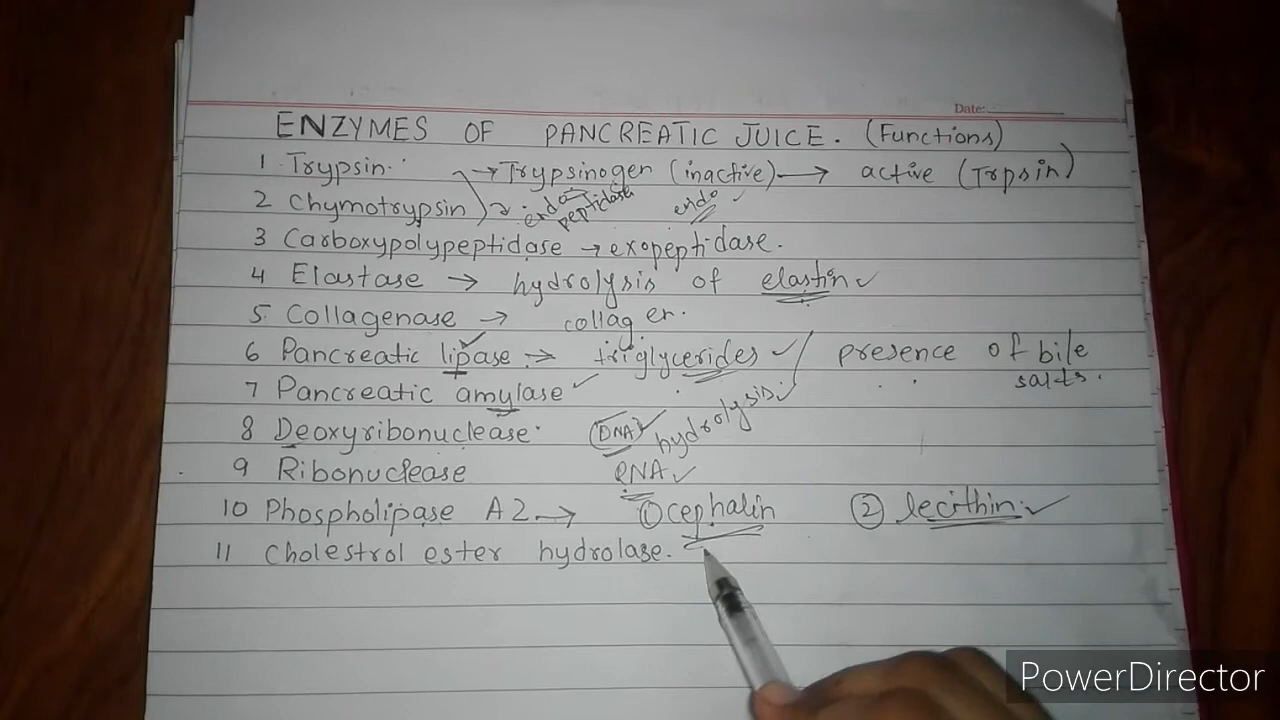 Date:
ENZYMES OF PANCREATIC JUICE. (Functions)
1 Trypsin. → Trypsinogen (inactive) → active (Trpsin)
2 Chymotrypsin → endo peptidase endo ✓
3 Carboxypolypeptidase → exopeptidase.
4 Elastase → hydrolysis of elastin ✓
5 Collagenase → collagen.
6 Pancreatic lipase → triglycerides ✓ / presence of bile salts.
7 Pancreatic amylase ✓
8 Deoxyribonuclease DNA ✓ hydrolysis
9 Ribonuclease RNA ✓
10 Phospholipase A2 → ① cephalin ② lecithin ✓
11 Cholestrol ester hydrolase.
PowerDirector